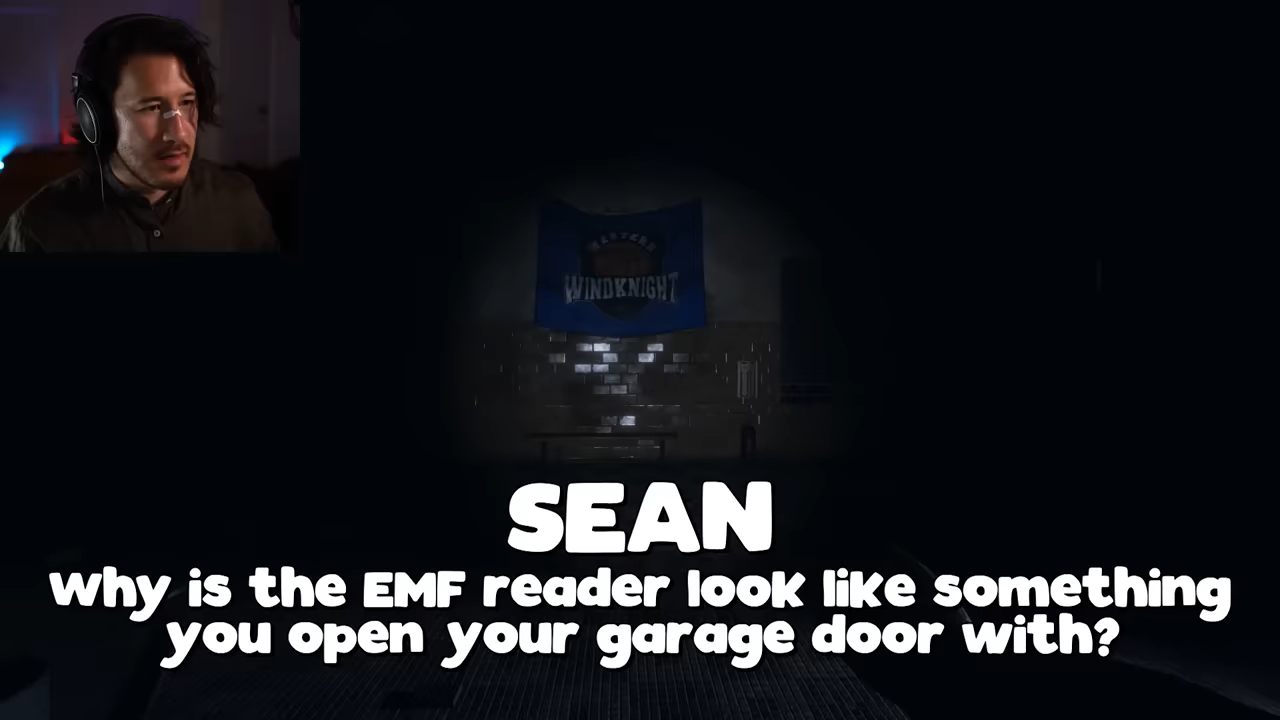 WINDKNIGHT
SEAN
Why is the EMF reader look like something
you open your garage door with?